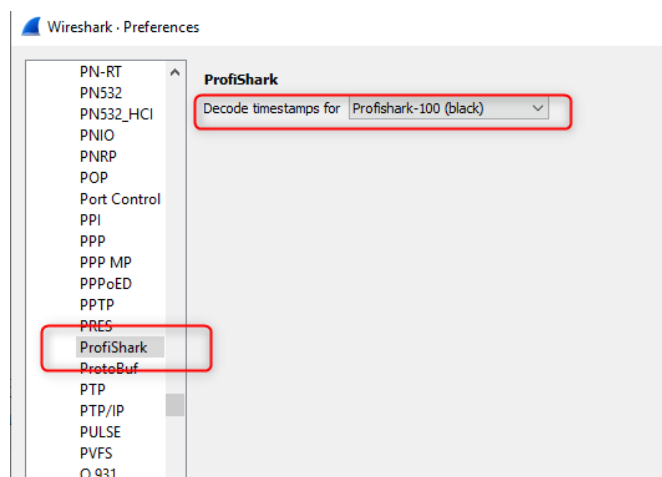 Wireshark · Preferences
PN-RT
PN532
PN532_HCI
PNIO
PNRP
POP
Port Control
PPI
PPP
PPP MP
PPPoED
PPTP
PRES
ProfiShark
ProtoBuf
PTP
PTP/IP
PULSE
PVFS
Q.931
ProfiShark
Decode timestamps for Profishark-100 (black)